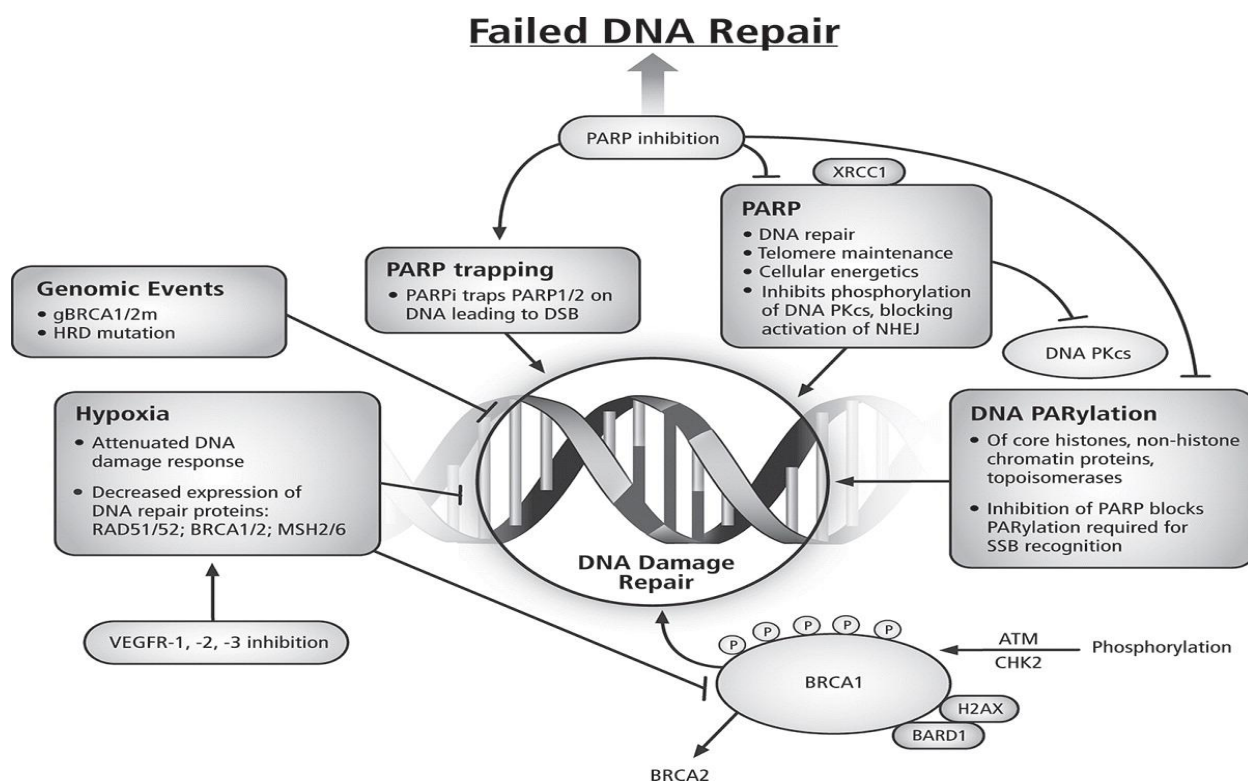 Failed DNA Repair
PARP inhibition
XRCC1
PARP
• DNA repair
• Telomere maintenance
• Cellular energetics
• Inhibits phosphorylation
of DNA PKcs, blocking
activation of NHEJ
PARP trapping
• PARPi traps PARP1/2 on
DNA leading to DSB
Genomic Events
• gBRCA1/2m
• HRD mutation
DNA PKcs
Hypoxia
• Attenuated DNA
damage response
• Decreased expression of
DNA repair proteins:
RAD51/52; BRCA1/2; MSH2/6
DNA PARylation
• Of core histones, non-histone
chromatin proteins,
topoisomerases
• Inhibition of PARP blocks
PARylation required for
SSB recognition
DNA Damage
Repair
VEGFR-1, -2, -3 inhibition
P P P P P
BRCA1
ATM
CHK2
Phosphorylation
H2AX
BARD1
BRCA2